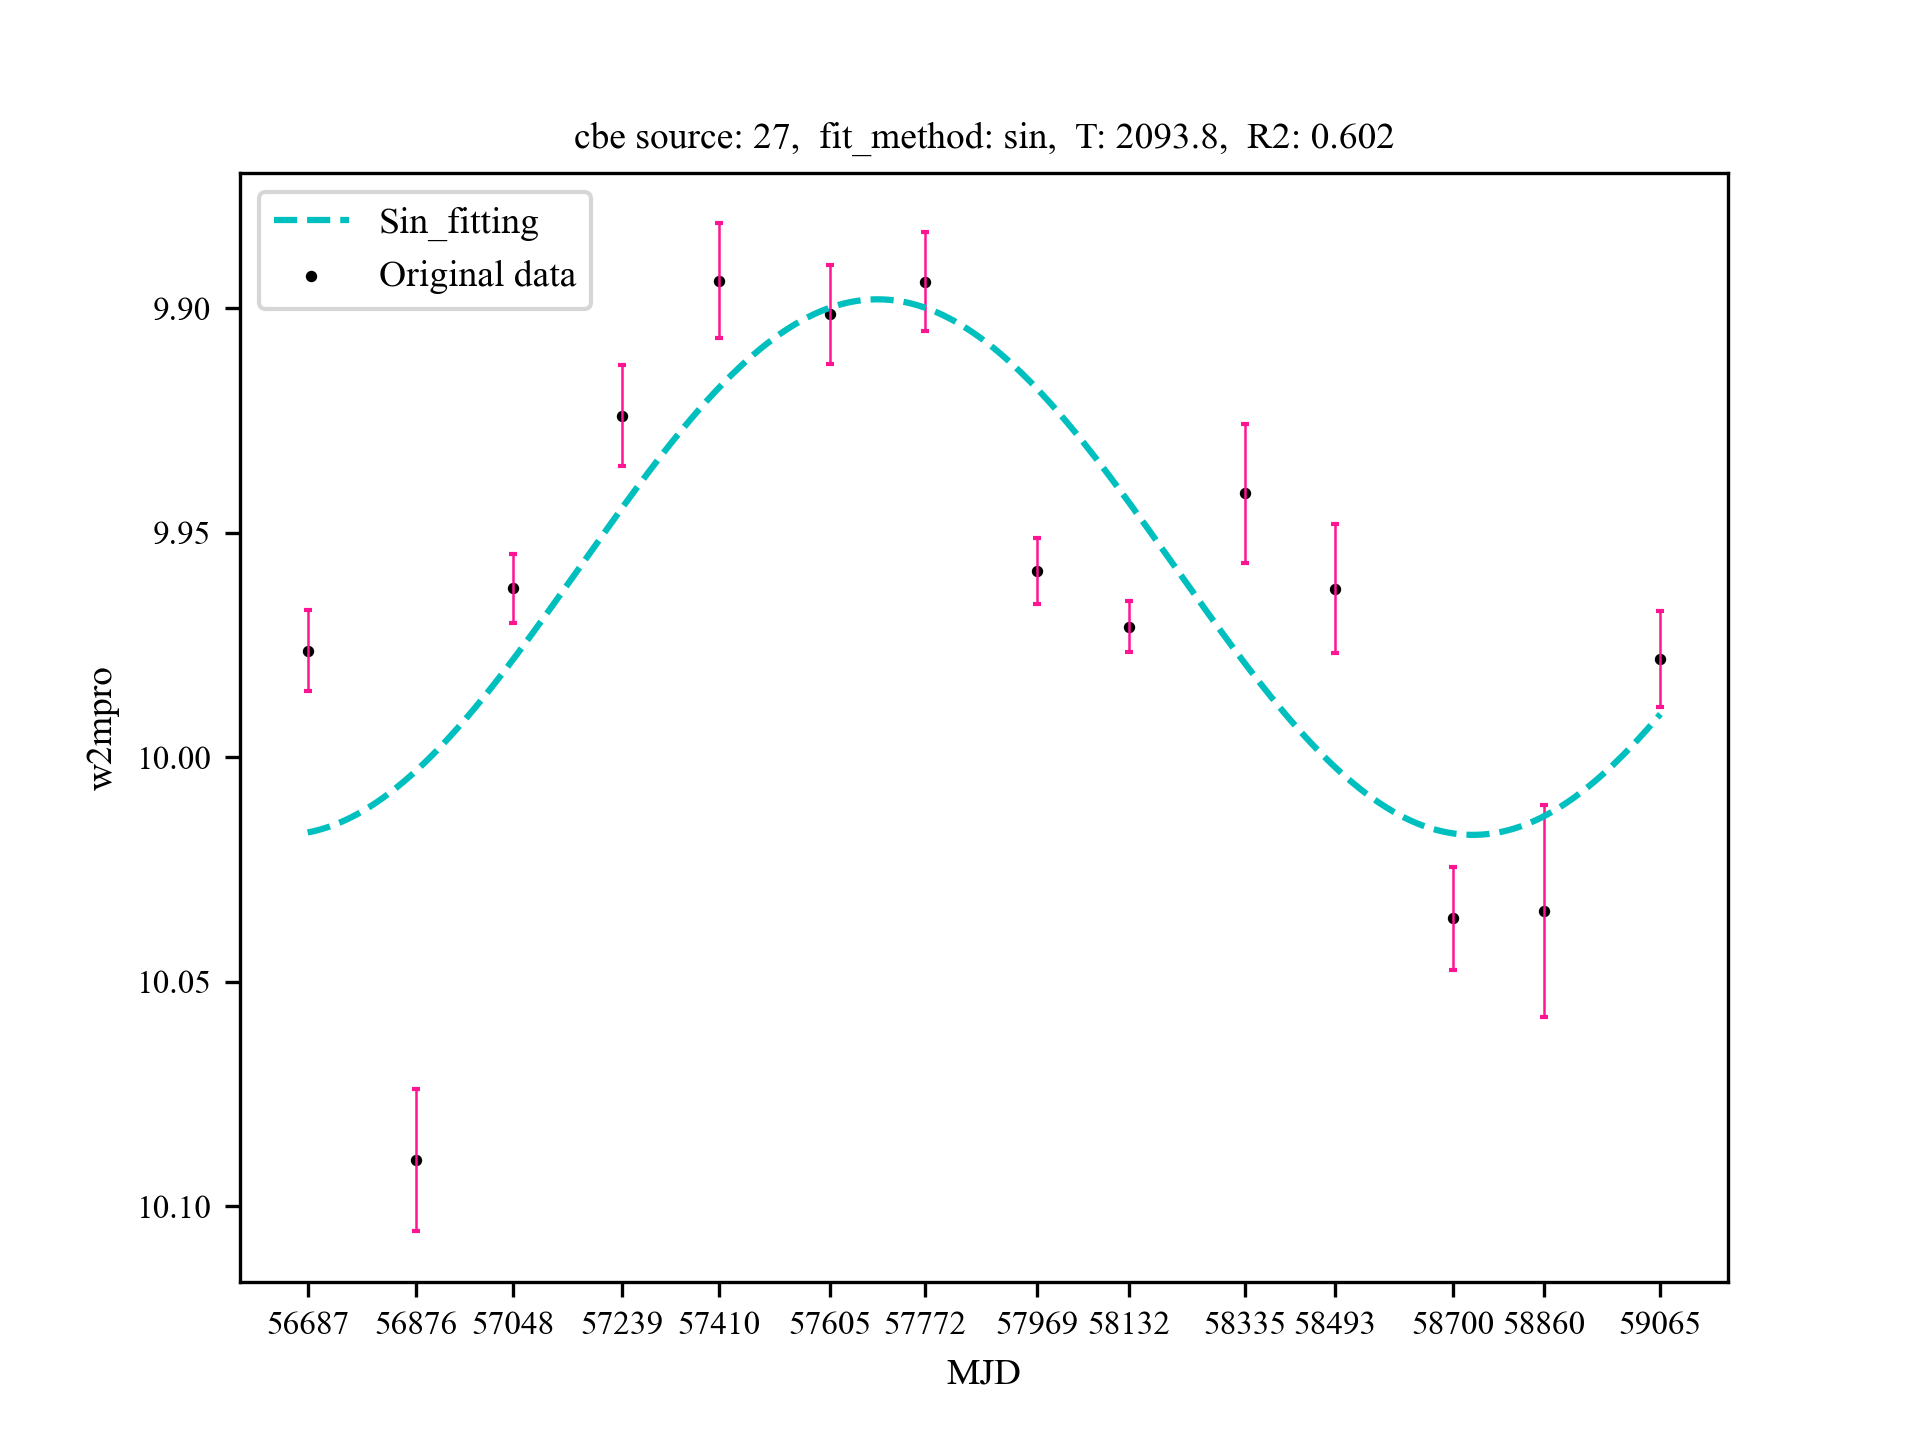 cbe source: 27,  fit_method: sin,  T: 2093.8,  R2: 0.602
Sin_fitting
Original data
9.90
9.95
10.00
10.05
10.10
w2mpro
56687 56876 57048 57239 57410 57605 57772 57969 58132 58335 58493 58700 58860 59065
MJD